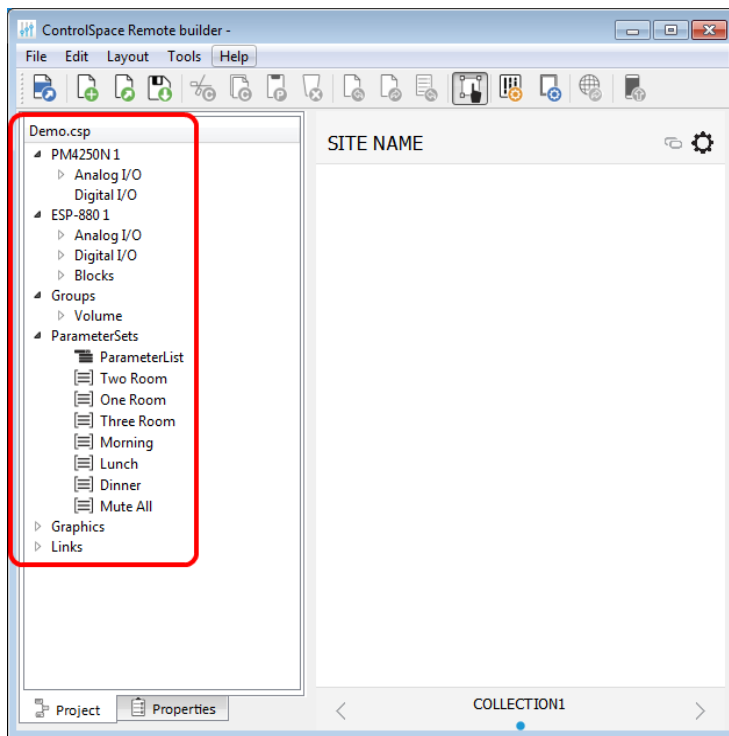 ControlSpace Remote builder -
File Edit Layout Tools Help
Demo.csp
PM4250N 1
Analog I/O
Digital I/O
ESP-880 1
Analog I/O
Digital I/O
Blocks
Groups
Volume
ParameterSets
ParameterList
Two Room
One Room
Three Room
Morning
Lunch
Dinner
Mute All
Graphics
Links
Project Properties
SITE NAME
COLLECTION1